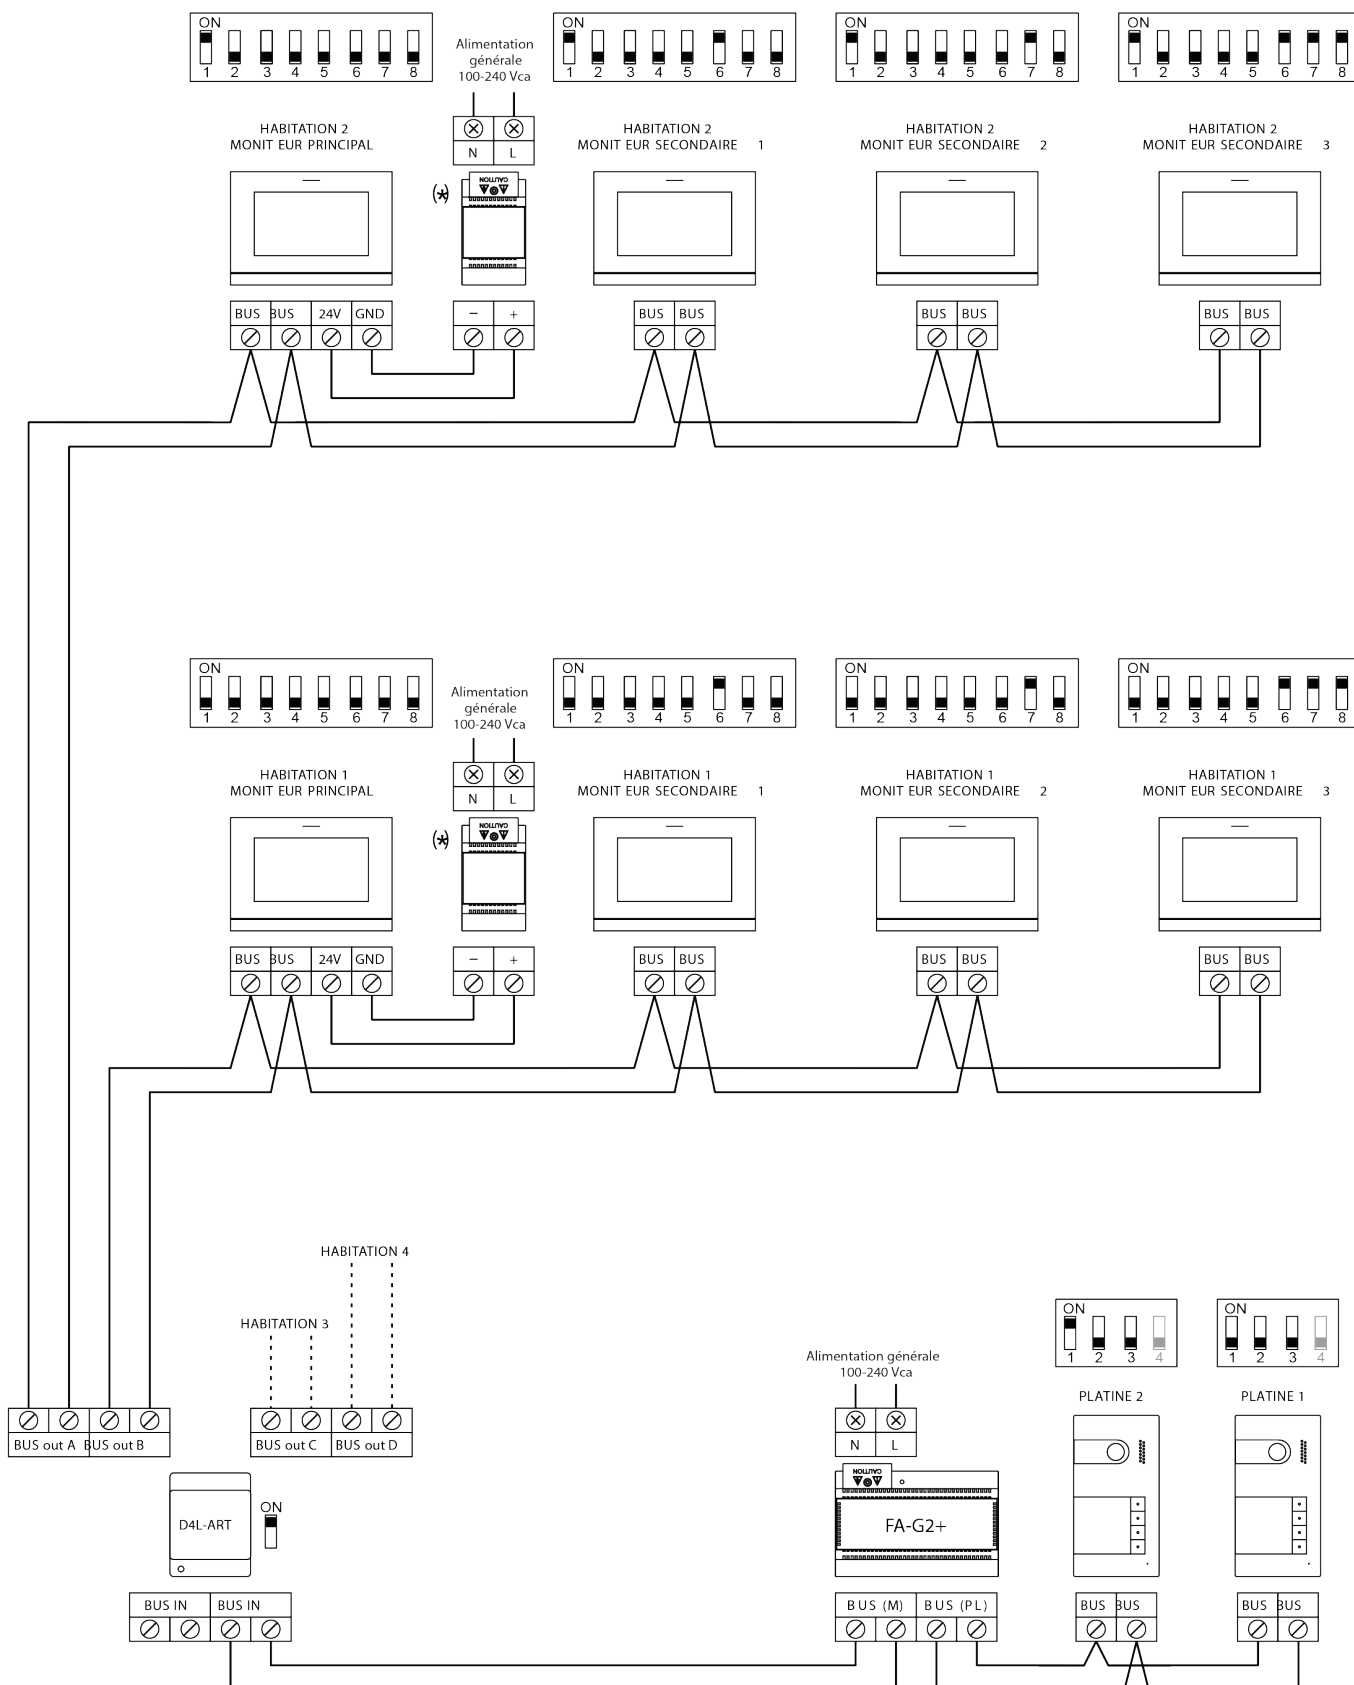 ON ON ON ON
1 2 3 4 5 6 7 8 1 2 3 4 5 6 7 8 1 2 3 4 5 6 7 8 1 2 3 4 5 6 7 8
Alimentation
générale
100-240 Vca
HABITATION 2
MONIT EUR PRINCIPAL
N L
HABITATION 2
MONIT EUR SECONDAIRE 1
HABITATION 2
MONIT EUR SECONDAIRE 2
HABITATION 2
MONIT EUR SECONDAIRE 3
(*)
CAUTION
BUS BUS 24V GND − + BUS BUS BUS BUS BUS BUS
ON ON ON ON
1 2 3 4 5 6 7 8 1 2 3 4 5 6 7 8 1 2 3 4 5 6 7 8 1 2 3 4 5 6 7 8
Alimentation
générale
100-240 Vca
HABITATION 1
MONIT EUR PRINCIPAL
N L
HABITATION 1
MONIT EUR SECONDAIRE 1
HABITATION 1
MONIT EUR SECONDAIRE 2
HABITATION 1
MONIT EUR SECONDAIRE 3
(*)
CAUTION
BUS BUS 24V GND − + BUS BUS BUS BUS BUS BUS
HABITATION 4
HABITATION 3
ON ON
1 2 3 4 1 2 3 4
Alimentation générale
100-240 Vca
PLATINE 2 PLATINE 1
BUS out A BUS out B BUS out C BUS out D N L
CAUTION
D4L-ART ON
FA-G2+
BUS IN BUS IN BUS (M) BUS (PL) BUS BUS BUS BUS